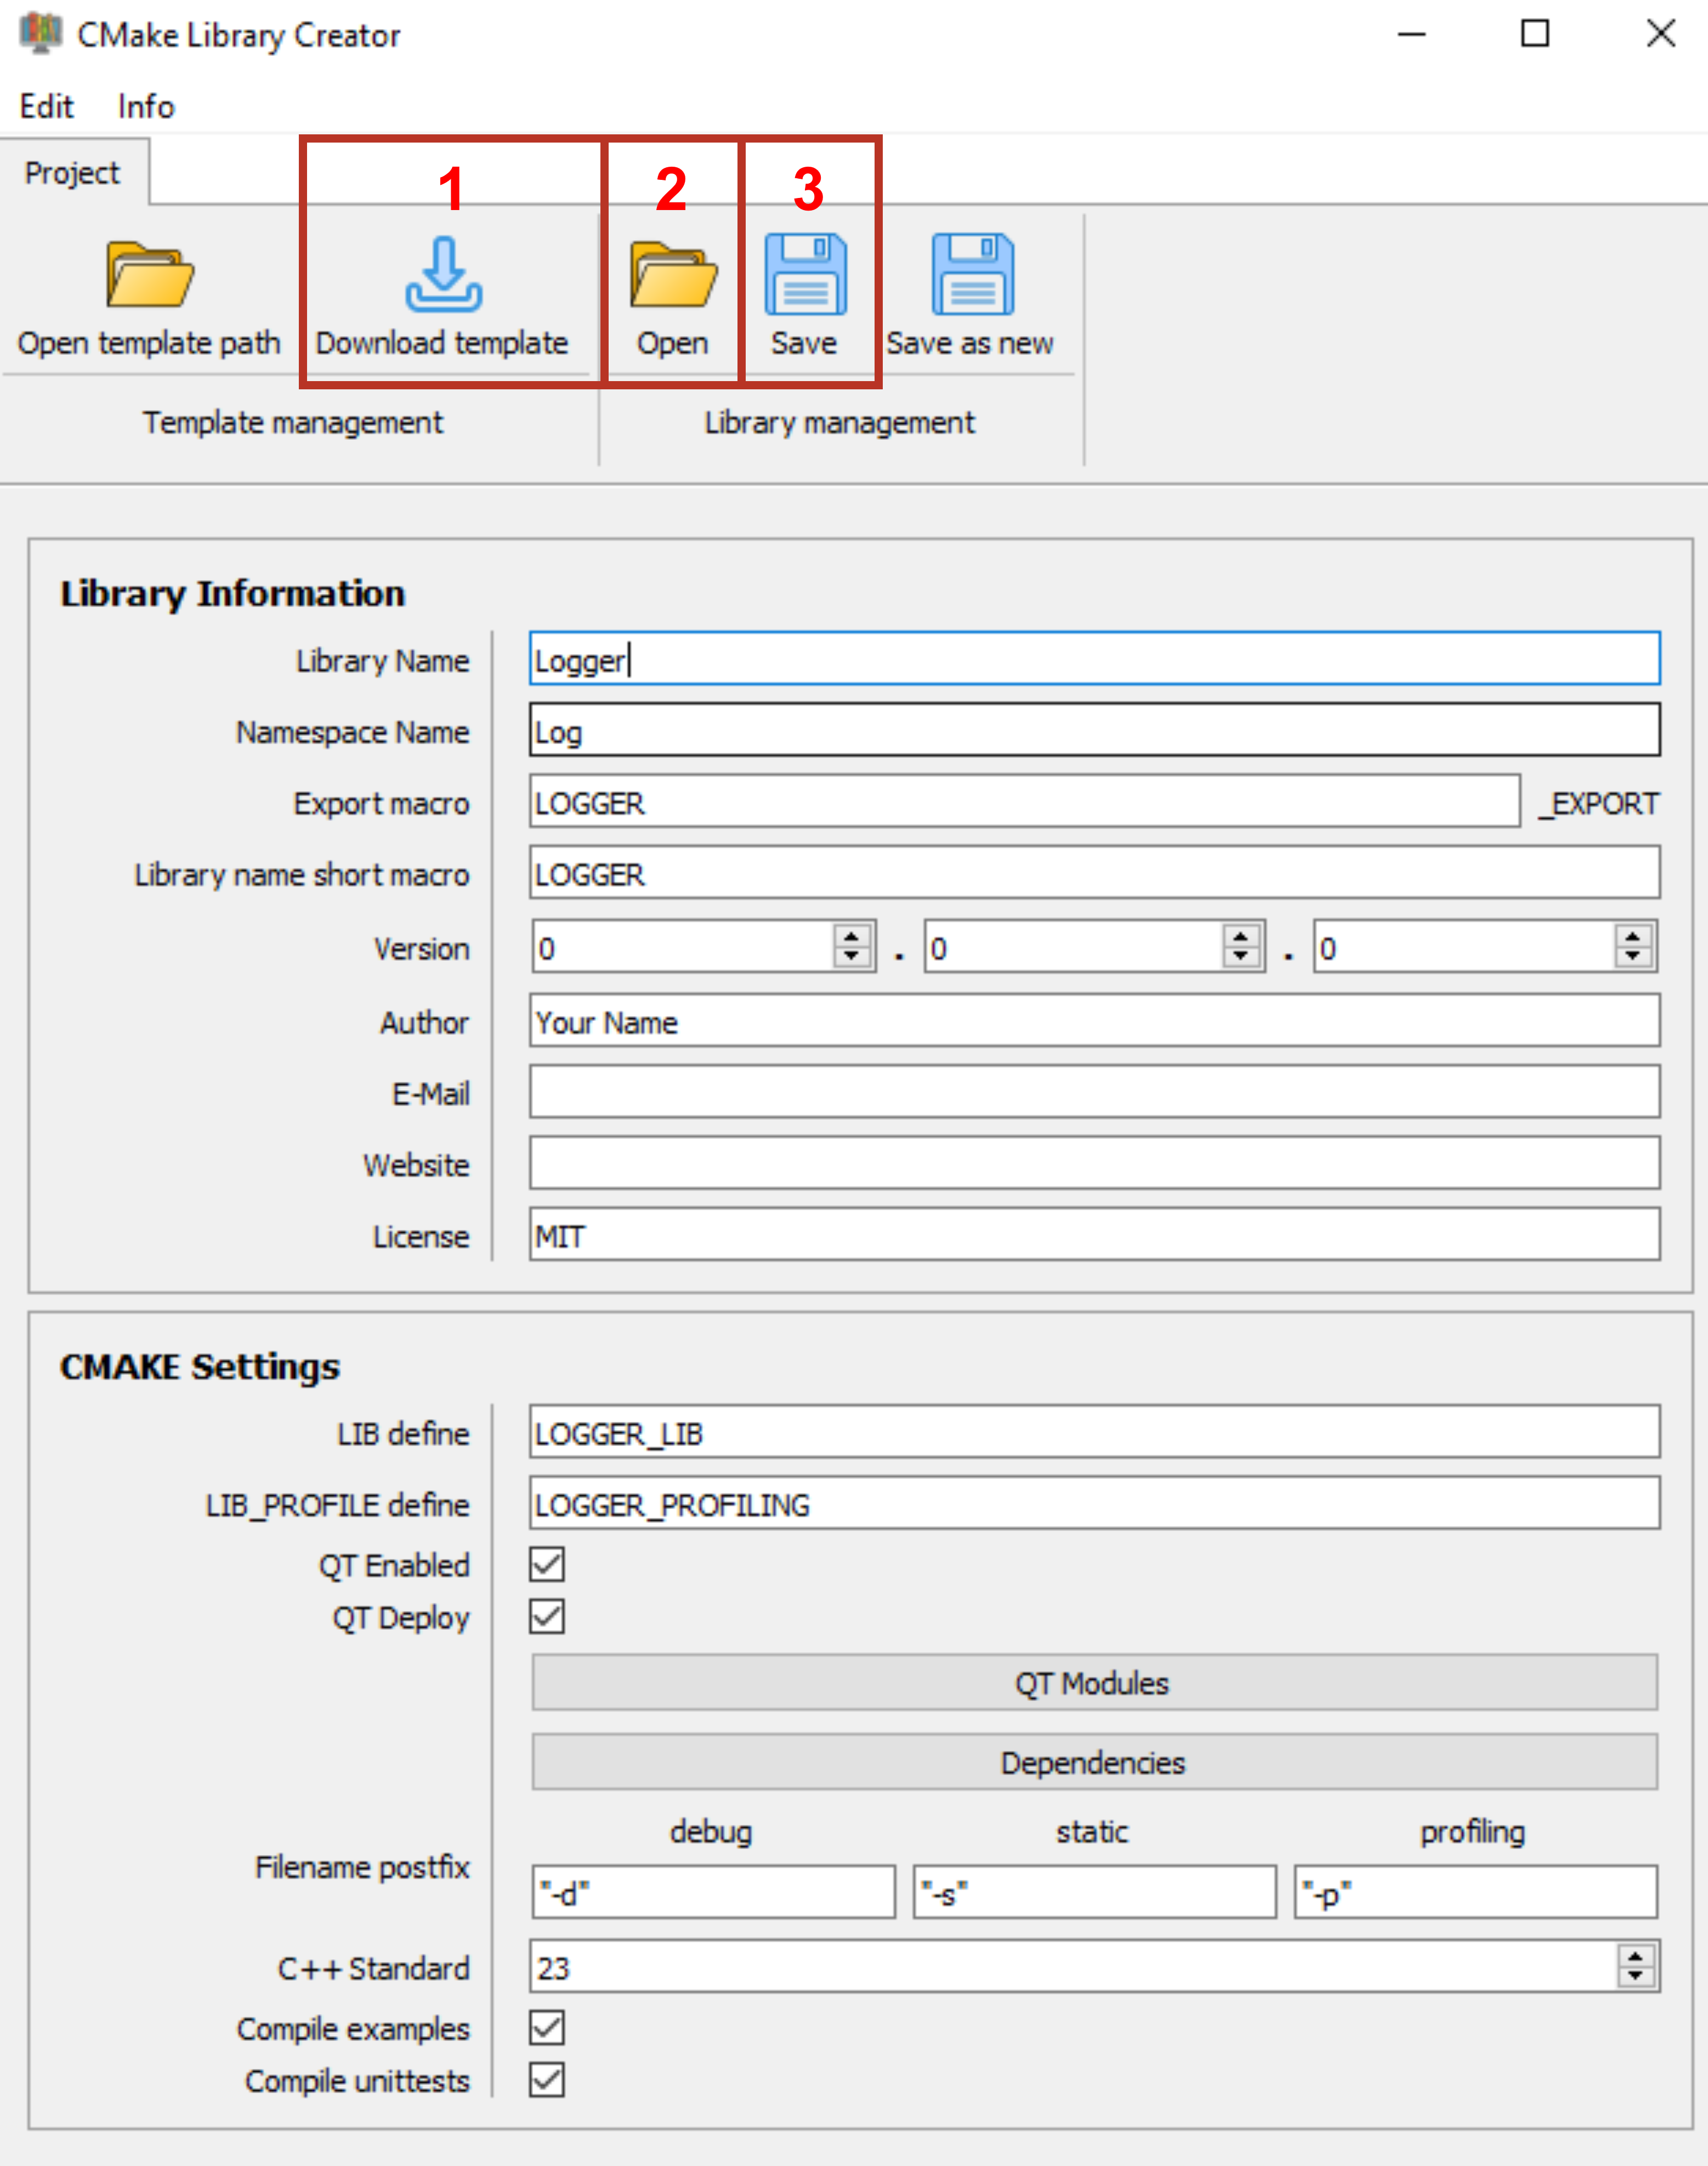 CMake Library Creator
Edit Info
Project
1 2 3
Open template path Download template Open Save Save as new
Template management Library management
Library Information
Library Name Logger
Namespace Name Log
Export macro LOGGER _EXPORT
Library name short macro LOGGER
Version 0 . 0 . 0
Author Your Name
E-Mail
Website
License MIT
CMAKE Settings
LIB define LOGGER_LIB
LIB_PROFILE define LOGGER_PROFILING
QT Enabled
QT Deploy
QT Modules
Dependencies
debug static profiling
Filename postfix "-d" "-s" "-p"
C++ Standard 23
Compile examples
Compile unittests